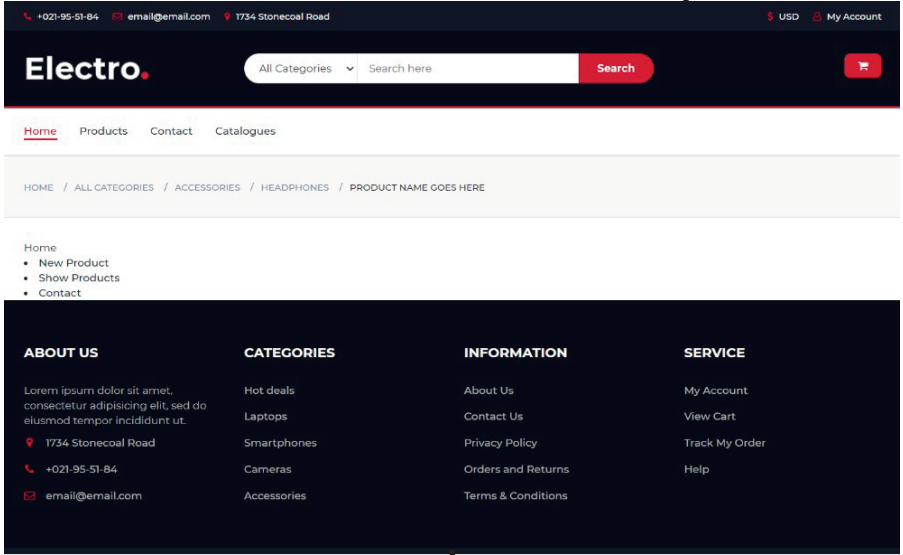 +021-95-51-84 email@email.com 1734 Stonecoal Road $ USD My Account
Electro. All Categories Search here Search
Home Products Contact Catalogues
HOME / ALL CATEGORIES / ACCESSORIES / HEADPHONES / PRODUCT NAME GOES HERE
Home
• New Product
• Show Products
• Contact
ABOUT US
Lorem ipsum dolor sit amet,
consectetur adipisicing elit, sed do
eiusmod tempor incididunt ut.
1734 Stonecoal Road
+021-95-51-84
email@email.com
CATEGORIES
Hot deals
Laptops
Smartphones
Cameras
Accessories
INFORMATION
About Us
Contact Us
Privacy Policy
Orders and Returns
Terms & Conditions
SERVICE
My Account
View Cart
Track My Order
Help